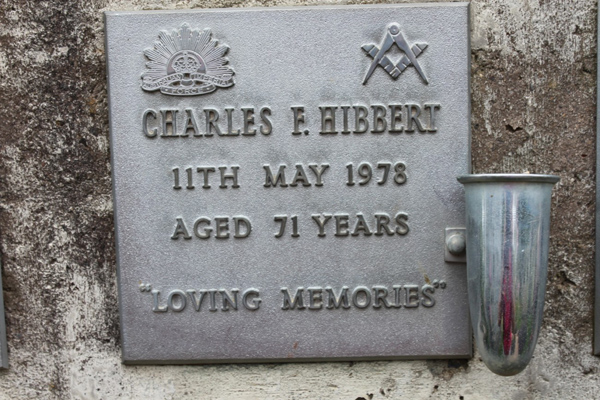 CHARLES F. HIBBERT
11TH MAY 1978
AGED 71 YEARS
"LOVING MEMORIES"